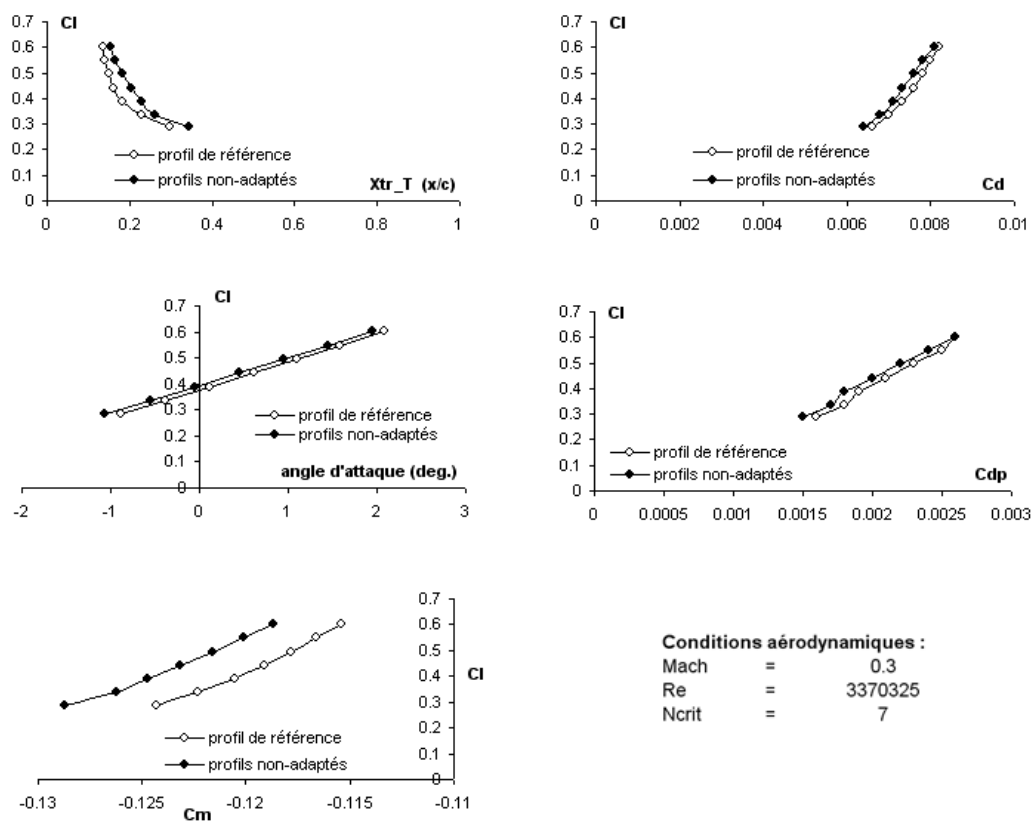 Cl
0.7
0.6
0.5
0.4
0.3
0.2
0.1
0
profil de référence
profils non-adaptés
Xtr_T (x/c)
0 0.2 0.4 0.6 0.8 1
Cl
0.7
0.6
0.5
0.4
0.3
0.2
0.1
0
profil de référence
profils non-adaptés
Cd
0 0.002 0.004 0.006 0.008 0.01
Cl
0.7
0.6
0.5
0.4
0.3
0.2
0.1
0
profil de référence
profils non-adaptés
angle d'attaque (deg.)
-2 -1 0 1 2 3
Cl
0.7
0.6
0.5
0.4
0.3
0.2
0.1
0
profil de référence
profils non-adaptés
Cdp
0 0.0005 0.001 0.0015 0.002 0.0025 0.003
0.7
0.6
0.5
0.4
0.3
0.2
0.1
0
Cl
profil de référence
profils non-adaptés
-0.13 -0.125 -0.12 -0.115 -0.11
Cm
Conditions aérodynamiques :
Mach = 0.3
Re = 3370325
Ncrit = 7